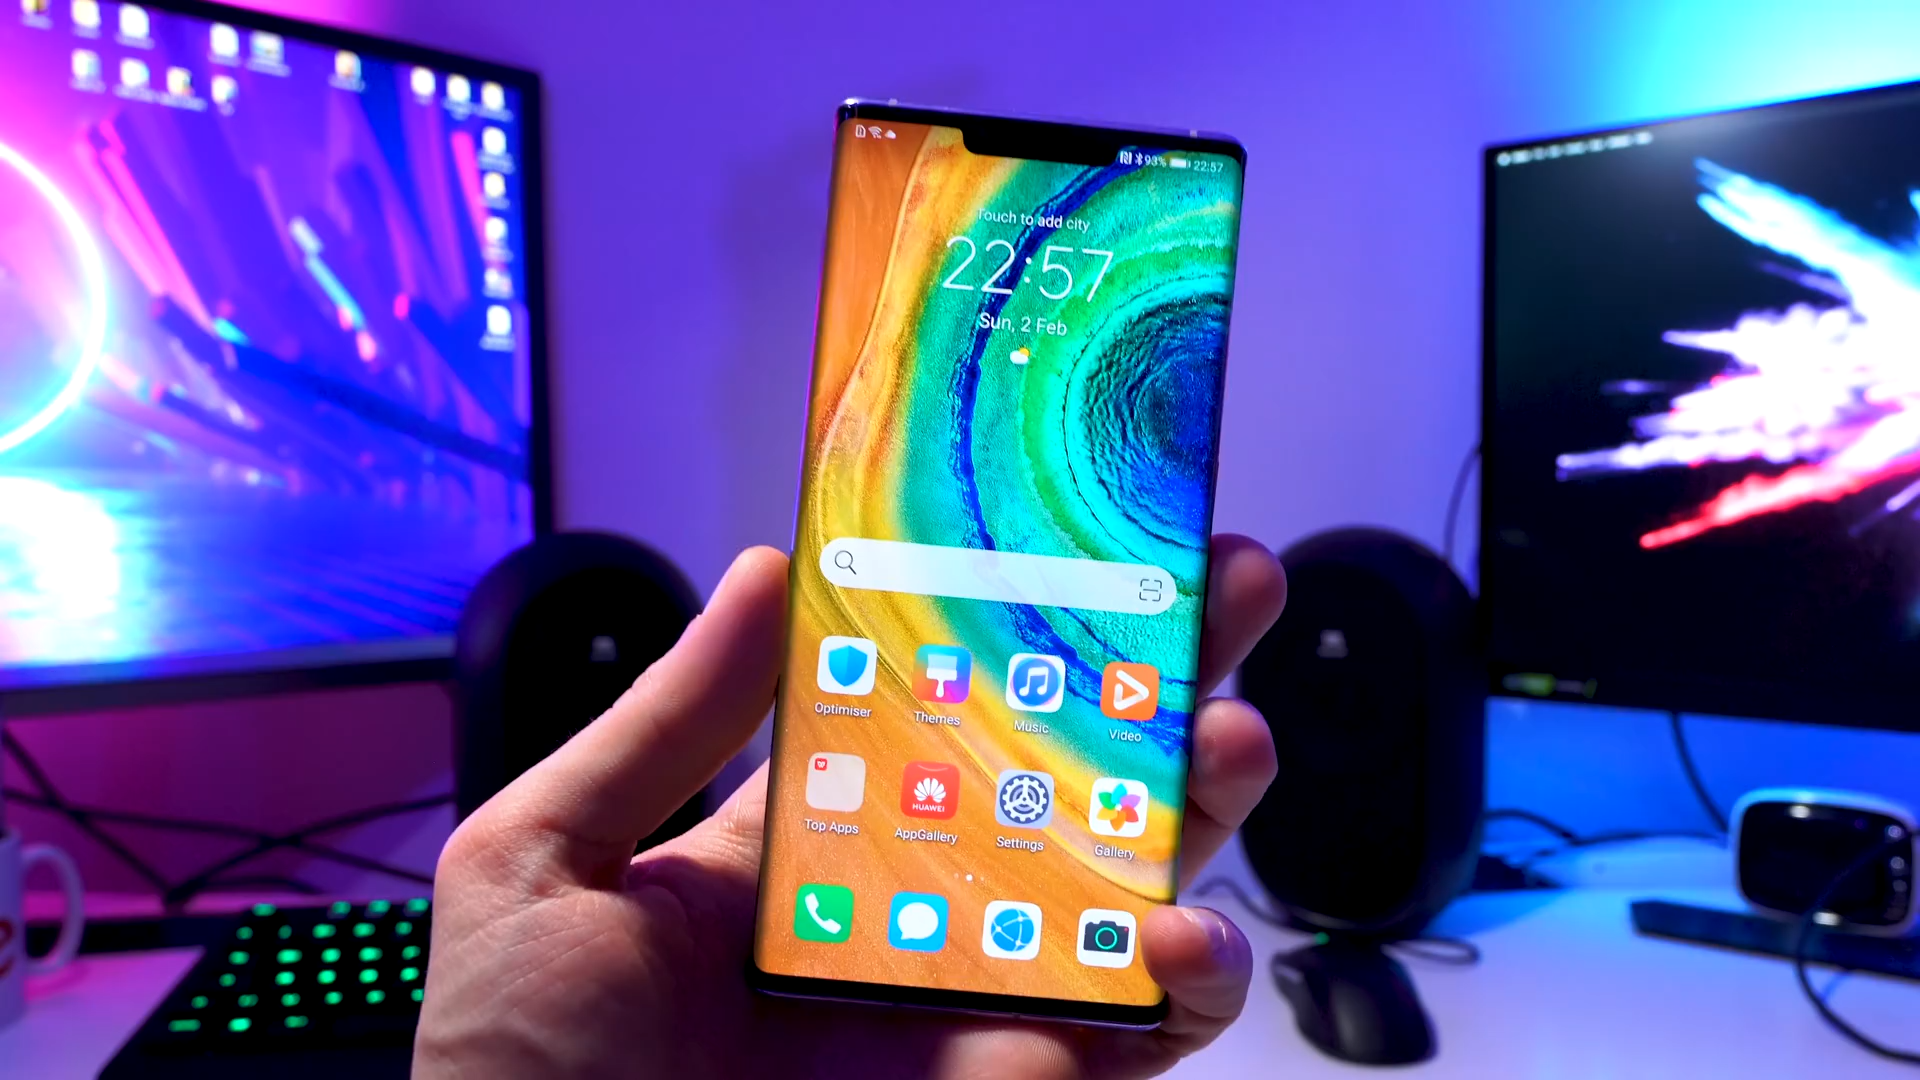 93% 22:57
Touch to add city
22:57
Sun, 2 Feb
Optimiser Themes Music Video
HUAWEI
Top Apps AppGallery Settings Gallery